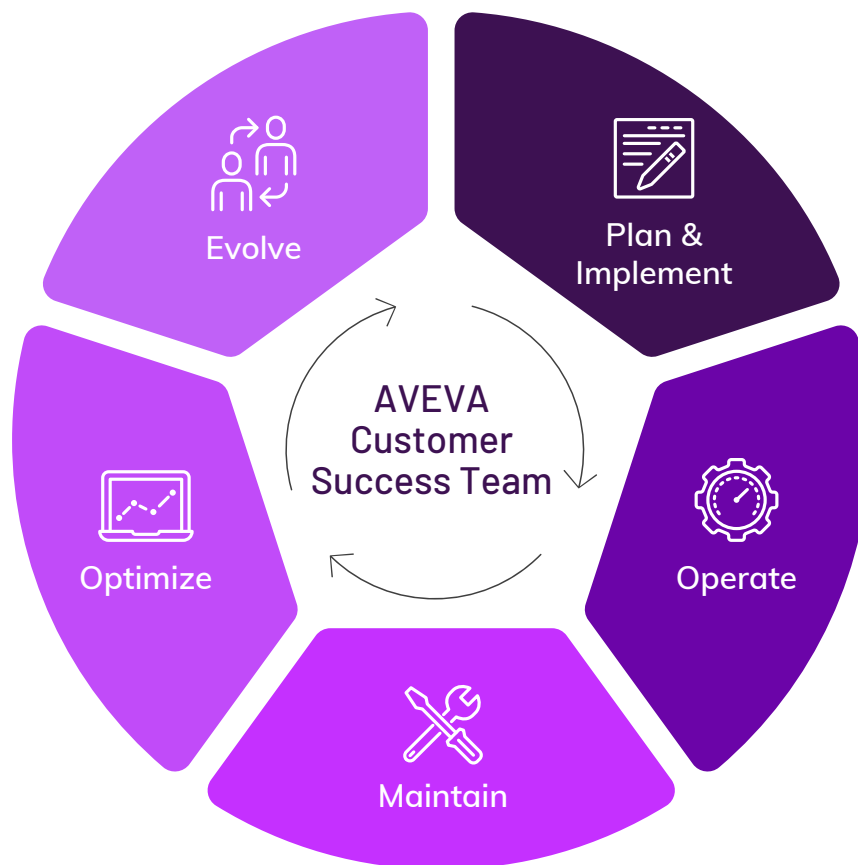 Evolve
Plan &
Implement
AVEVA
Customer
Success Team
Optimize
Operate
Maintain